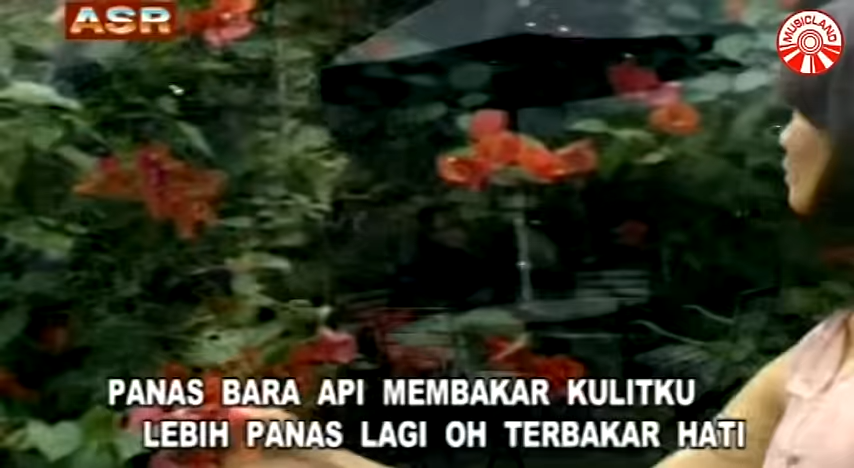 ASR
MUSICLAND
PANAS BARA API MEMBAKAR KULITKU
LEBIH PANAS LAGI OH TERBAKAR HATI